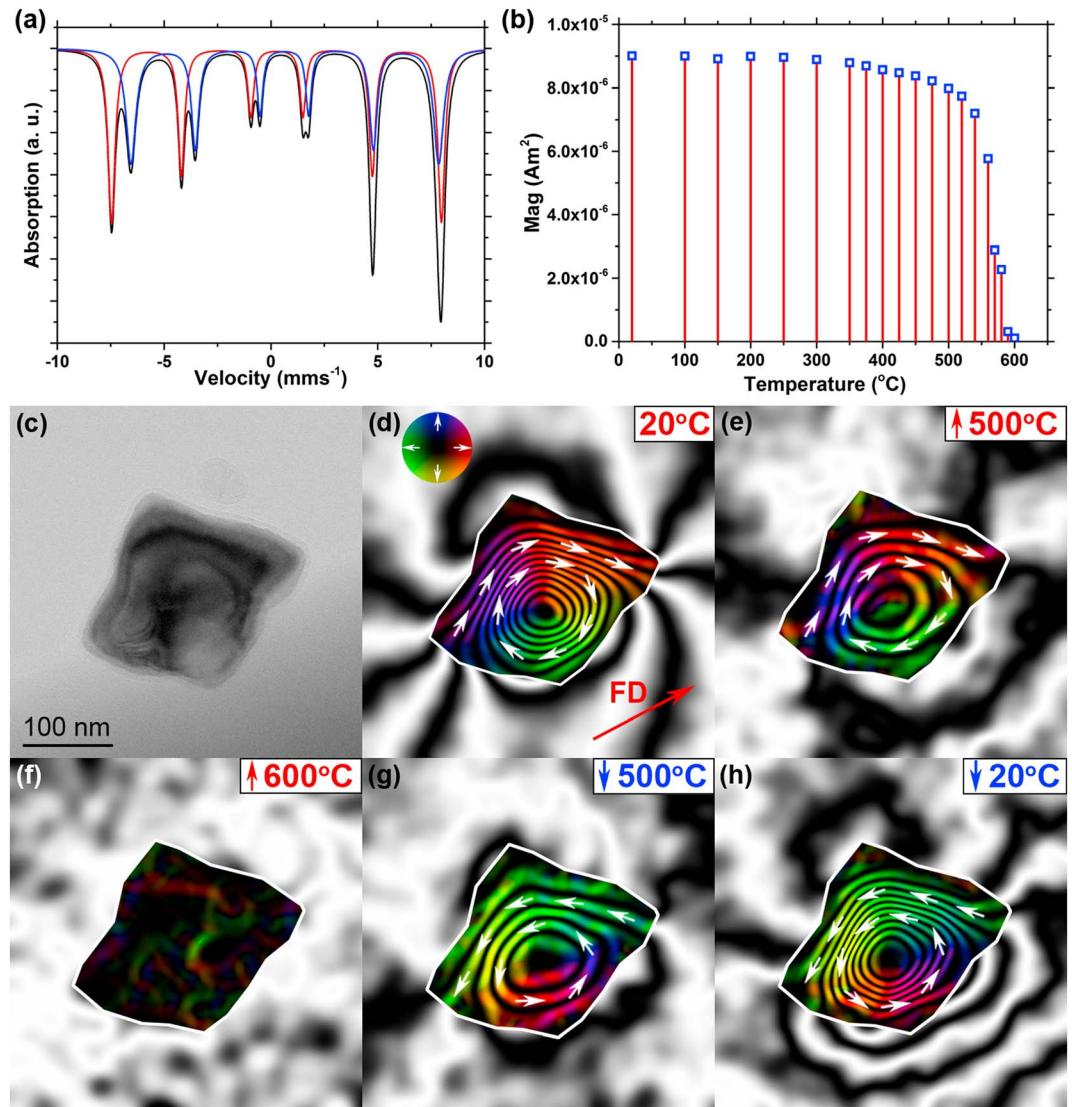 (a)
Absorption (a. u.)
-10 -5 0 5 10
Velocity (mms⁻¹)
(b)
Mag (Am²)
1.0x10⁻⁵
8.0x10⁻⁶
6.0x10⁻⁶
4.0x10⁻⁶
2.0x10⁻⁶
0.0
0 100 200 300 400 500 600
Temperature (°C)
(c)
100 nm
(d)
20°C
FD
(e)
↑ 500°C
(f)
↑ 600°C
(g)
↓ 500°C
(h)
↓ 20°C